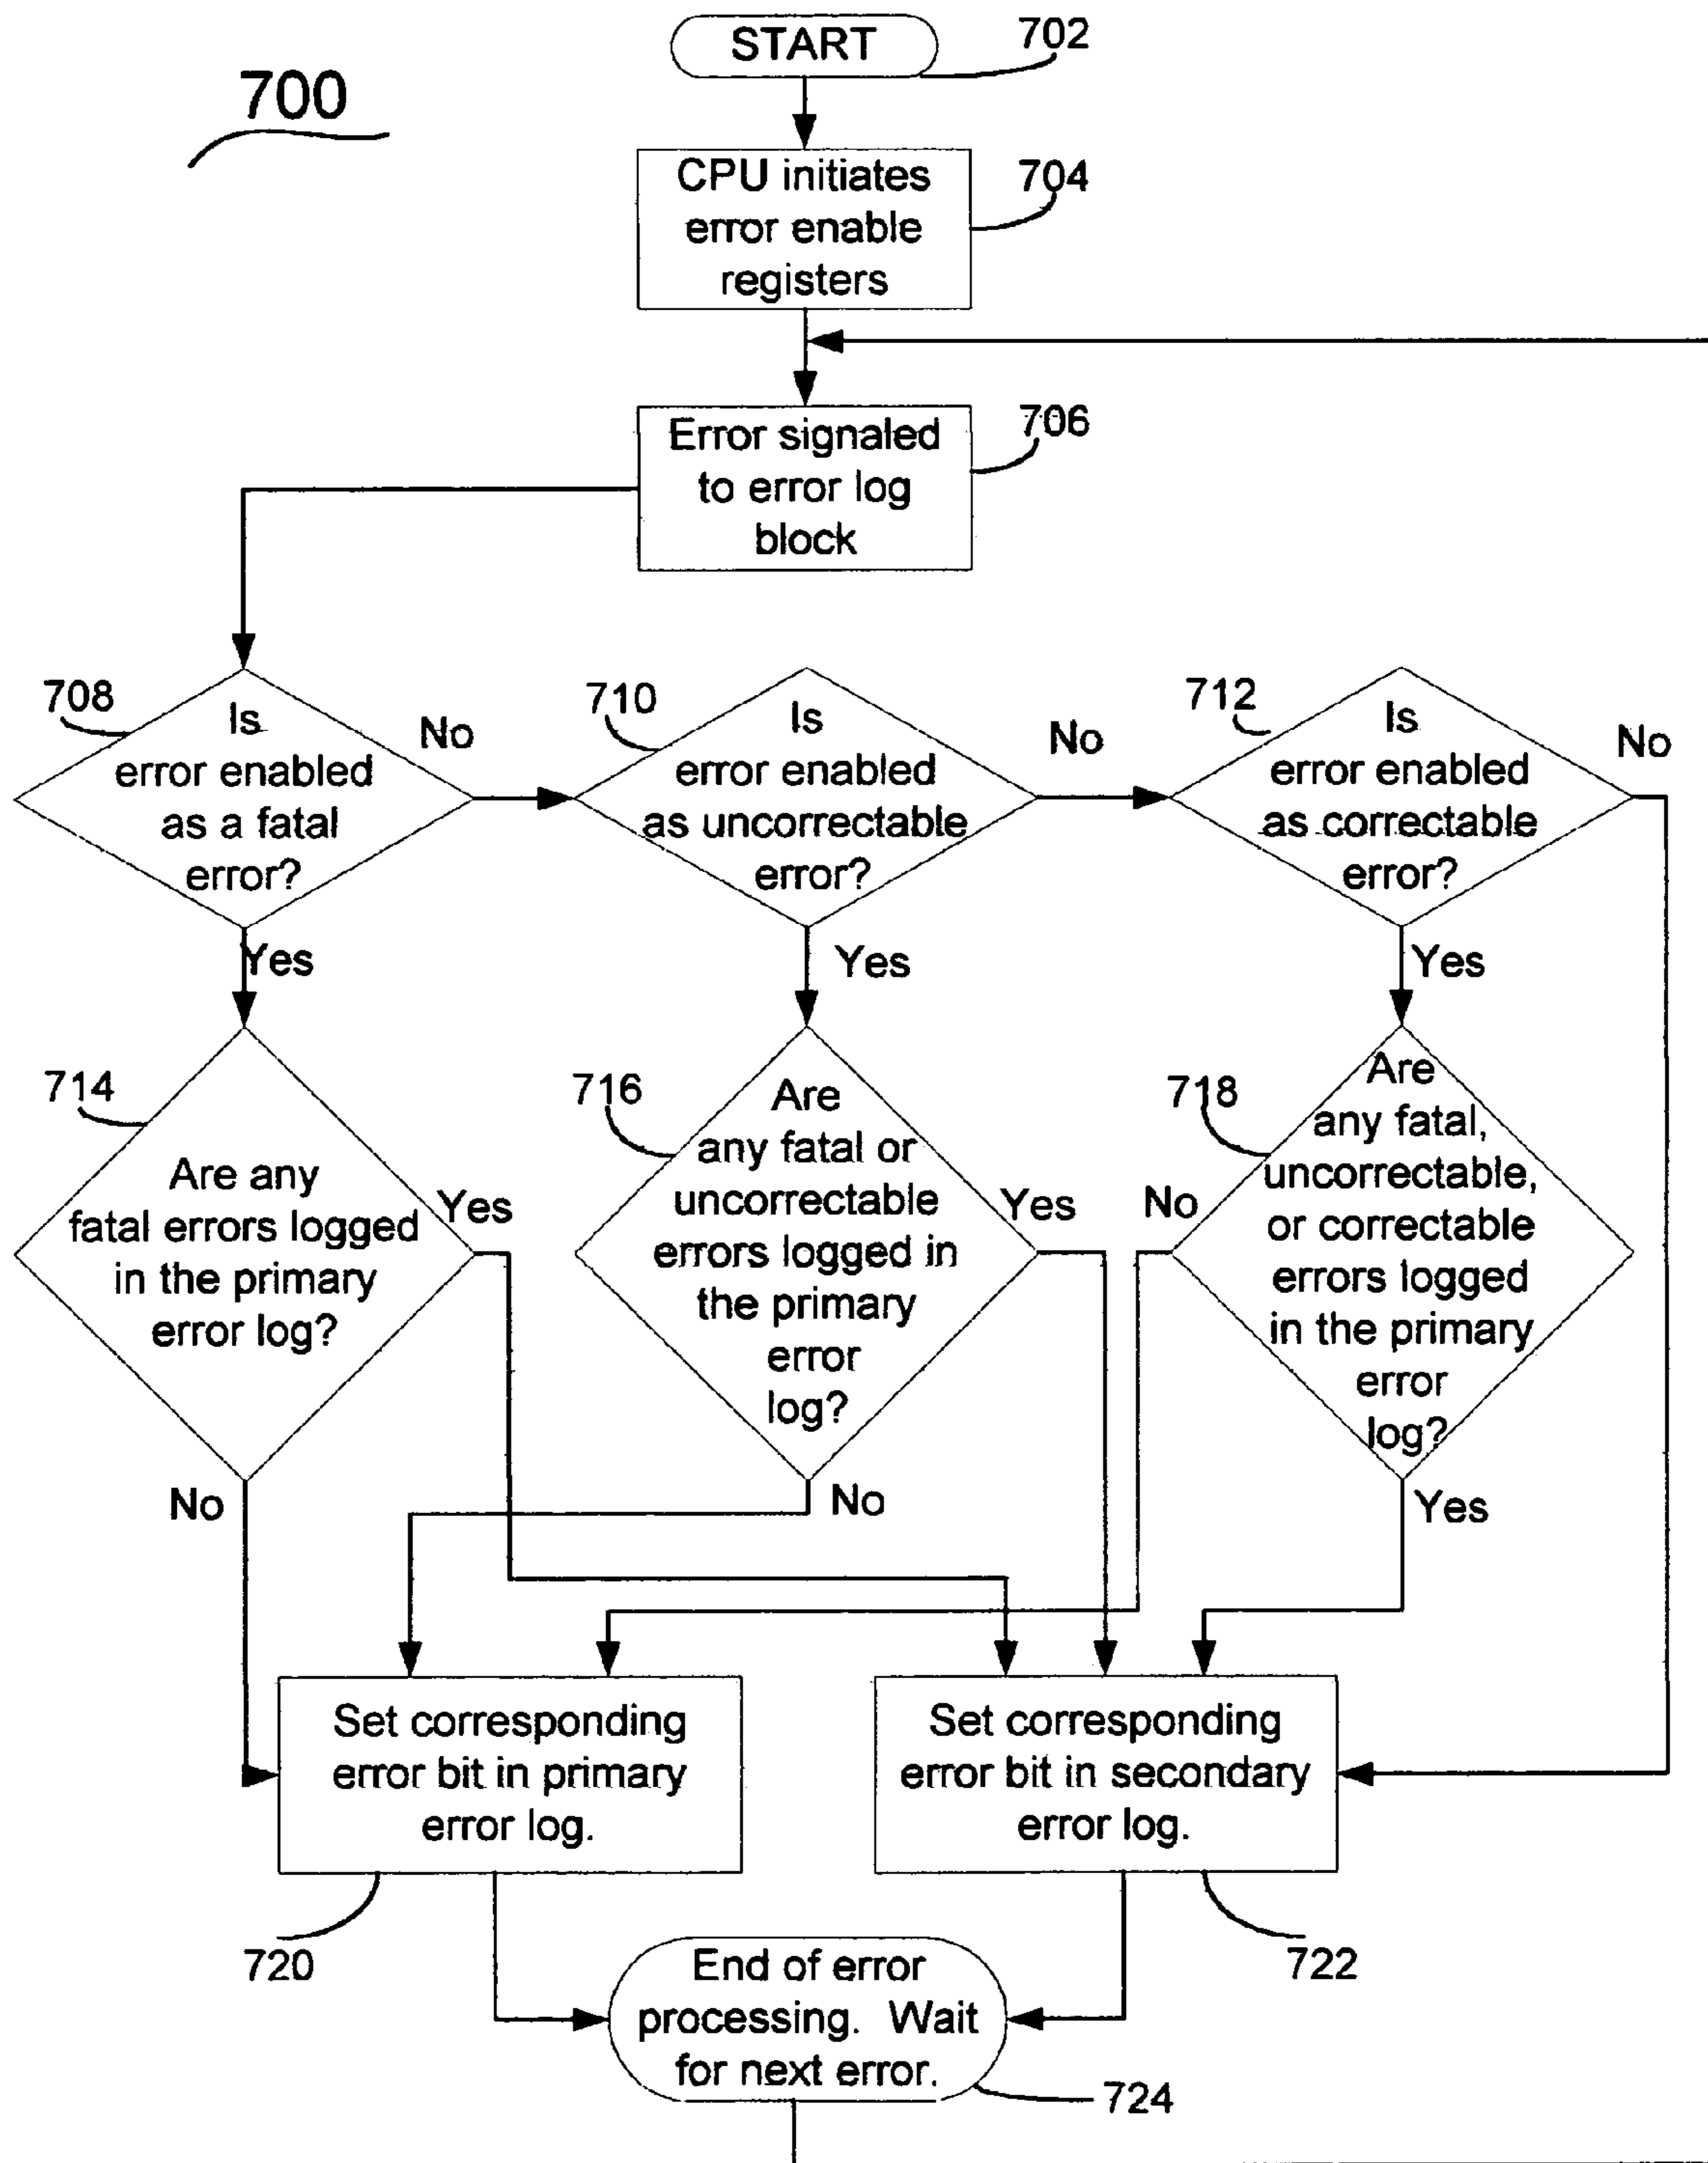 START
702
700
CPU initiates
error enable
registers
704
Error signaled
to error log
block
706
708
Is
error enabled
as a fatal
error?
No
710
Is
error enabled
as uncorrectable
error?
No
712
Is
error enabled
as correctable
error?
No
Yes
Yes
Yes
714
Are any
fatal errors logged
in the primary
error log?
Yes
No
716
Are
any fatal or
uncorrectable
errors logged in
the primary
error
log?
Yes
No
718
Are
any fatal,
uncorrectable,
or correctable
errors logged
in the primary
error
log?
No
Yes
Set corresponding
error bit in primary
error log.
720
Set corresponding
error bit in secondary
error log.
722
End of error
processing. Wait
for next error.
724